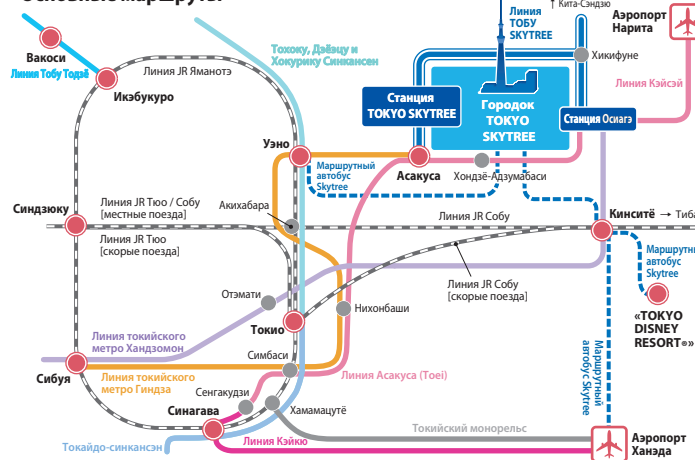 Основные маршруты
↑ Кита-Сэндзю
Линия
ТОБУ
SKYTREE
Аэропорт
Нарита
Вакоси
Линия Тобу Тодзё
Линия JR Яманотэ
Икэбукуро
Тохоку, Дзёэцу и
Хокурику Синкансен
Хикифуне
Линия Кэйсэй
Станция
TOKYO SKYTREE
Городок
TOKYO
SKYTREE
Станция Осиагэ
Уэно
Маршрутный
автобус
Skytree
Асакуса
Хондзё-Адзумабаси
Синдзюку
Линия JR Тюо / Собу
[местные поезда]
Акихабара
Линия JR Собу
Кинситё → Тиба
Линия JR Тюо
[скорые поезда]
Маршрутный
автобус
Skytree
Линия JR Собу
[скорые поезда]
Отэмати
Нихонбаши
«TOKYO
DISNEY
RESORT®»
Токио
Линия токийского
метро Хандзомон
Симбаси
Маршрутный
автобус Skytree
Сибуя
Линия токийского
метро Гиндза
Линия Асакуса (Toei)
Сенгакудзи
Хамамацутё
Синагава
Токийский монорельс
Токайдо-синкансэн
Линия Кэйкю
Аэропорт
Ханэда